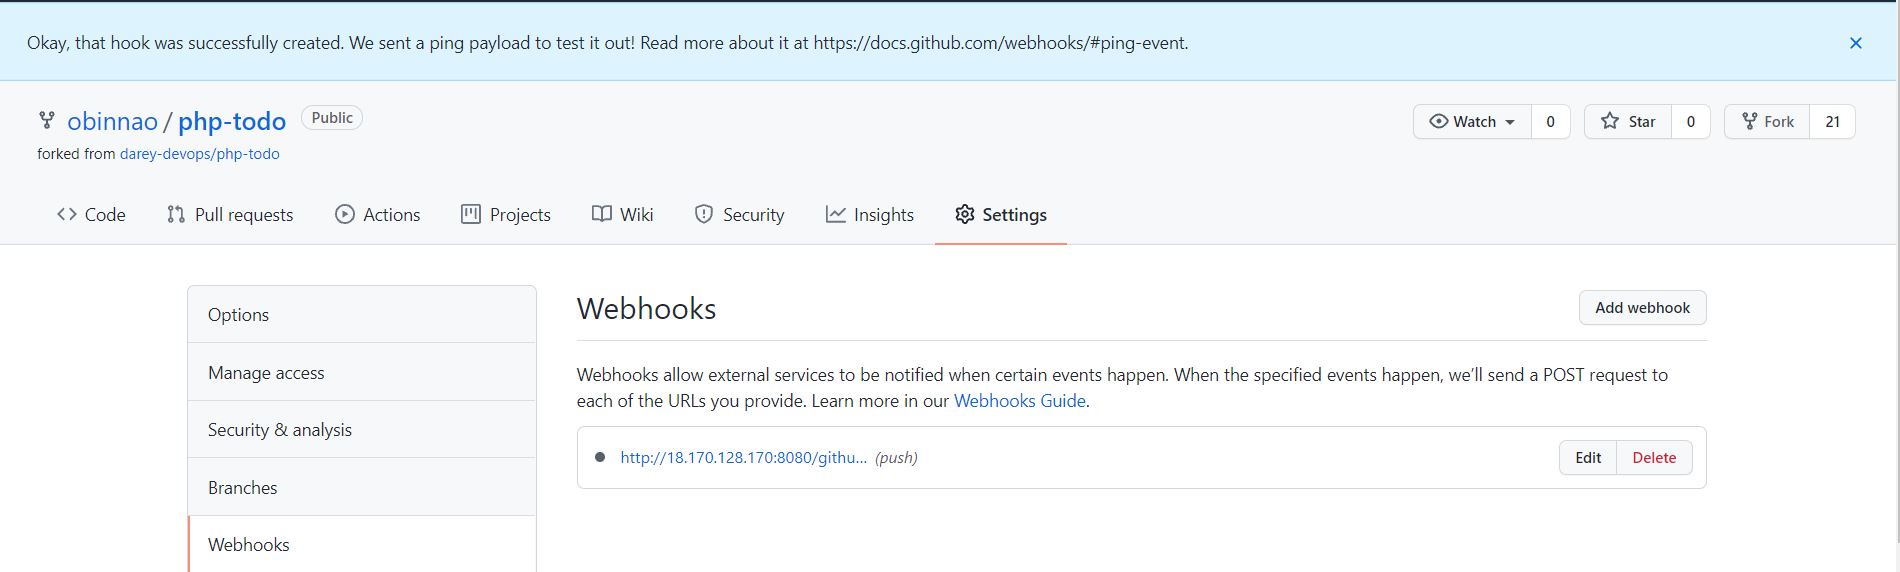 Okay, that hook was successfully created. We sent a ping payload to test it out! Read more about it at https://docs.github.com/webhooks/#ping-event.
obinnao / php-todo Public
Watch 0 Star 0 Fork 21
forked from darey-devops/php-todo
Code Pull requests Actions Projects Wiki Security Insights Settings
Options
Manage access
Security & analysis
Branches
Webhooks
Webhooks
Add webhook
Webhooks allow external services to be notified when certain events happen. When the specified events happen, we’ll send a POST request to
each of the URLs you provide. Learn more in our Webhooks Guide.
http://18.170.128.170:8080/githu... (push)
Edit Delete